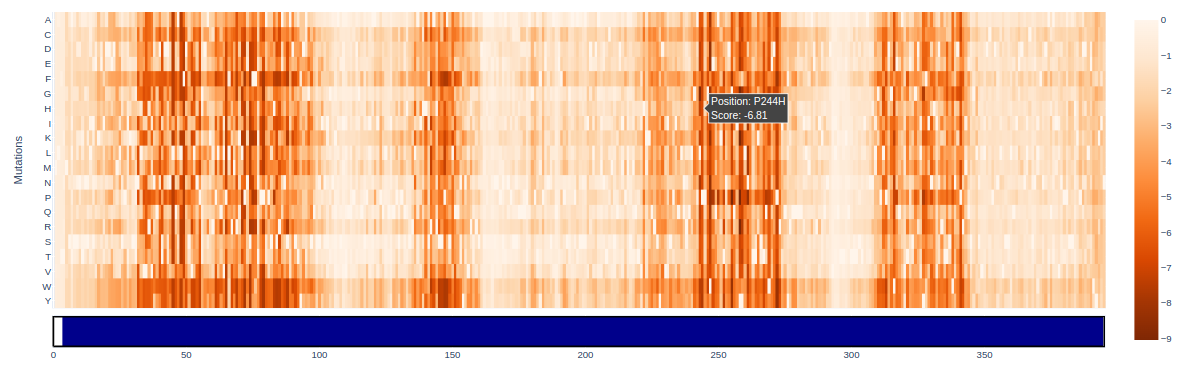 Mutations
A
C
D
E
F
G
H
I
K
L
M
N
P
Q
R
S
T
V
W
Y
Position: P244H
Score: -6.81
0
50
100
150
200
250
300
350
0
−1
−2
−3
−4
−5
−6
−7
−8
−9